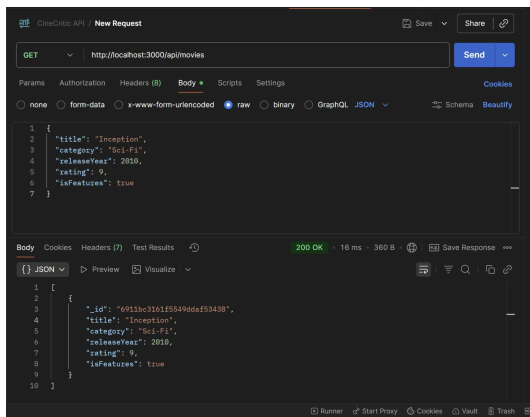 CineCritic API / New Request
Save
Share
GET
http://localhost:3000/api/movies
Send
Params Authorization Headers (8) Body Scripts Settings
Cookies
none form-data x-www-form-urlencoded raw binary GraphQL JSON
Schema Beautify
1 {
2 "title": "Inception",
3 "category": "Sci-Fi",
4 "releaseYear": 2010,
5 "rating": 9,
6 "isFeatures": true
7 }
Body Cookies Headers (7) Test Results
200 OK · 16 ms · 360 B · Save Response
{} JSON Preview Visualize
1 [
2 {
3 "_id": "6911bc3161f5549ddaf53438",
4 "title": "Inception",
5 "category": "Sci-Fi",
6 "releaseYear": 2010,
7 "rating": 9,
8 "isFeatures": true
9 }
10 ]
Runner Start Proxy Cookies Vault Trash